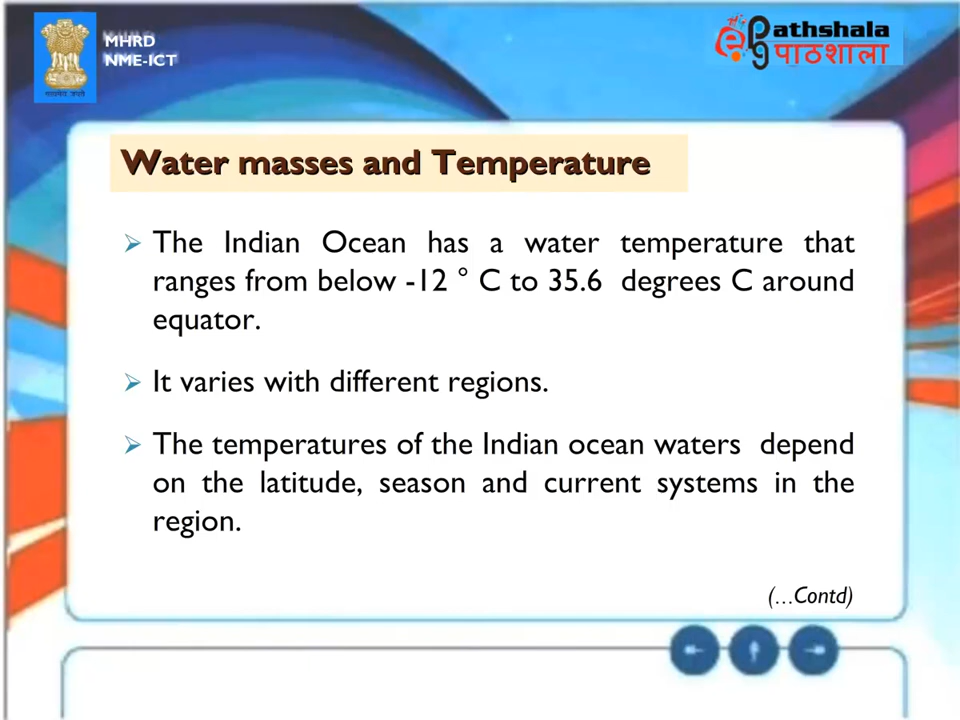 MHRD
NME-ICT
epg
athshala
पाठशाला
Water masses and Temperature
The Indian Ocean has a water temperature that
ranges from below -12 ° C to 35.6 degrees C around
equator.
It varies with different regions.
The temperatures of the Indian ocean waters depend
on the latitude, season and current systems in the
region.
(...Contd)